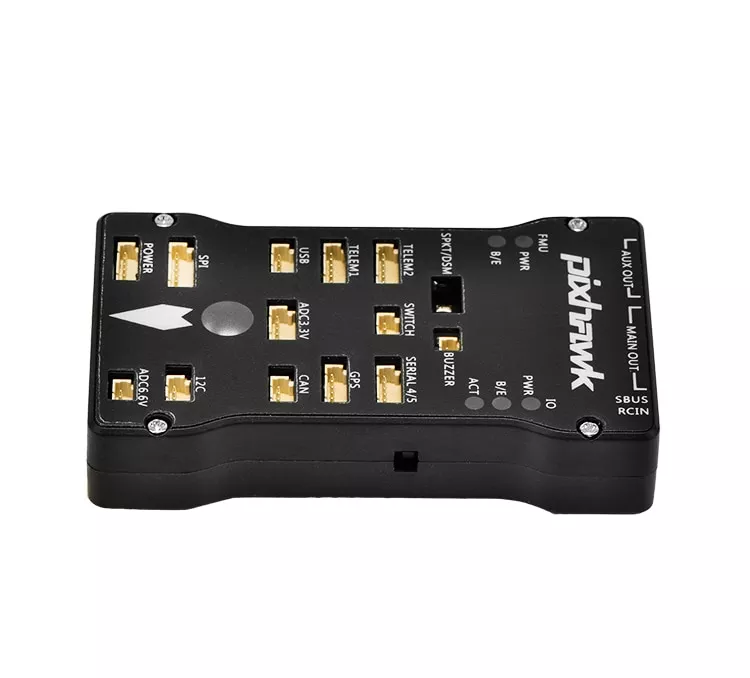 POWER
SPI
USB
TELEM1
TELEM2
SPKT/DSM
B/E
PWR
FMU
AUX OUT
MAIN OUT
SBUS
RCIN
pixhawk
ADC3.3V
SWITCH
BUZZER
ADC6.6V
I2C
CAN
GPS
SERIAL 4/5
ACT
B/E
PWR
IO